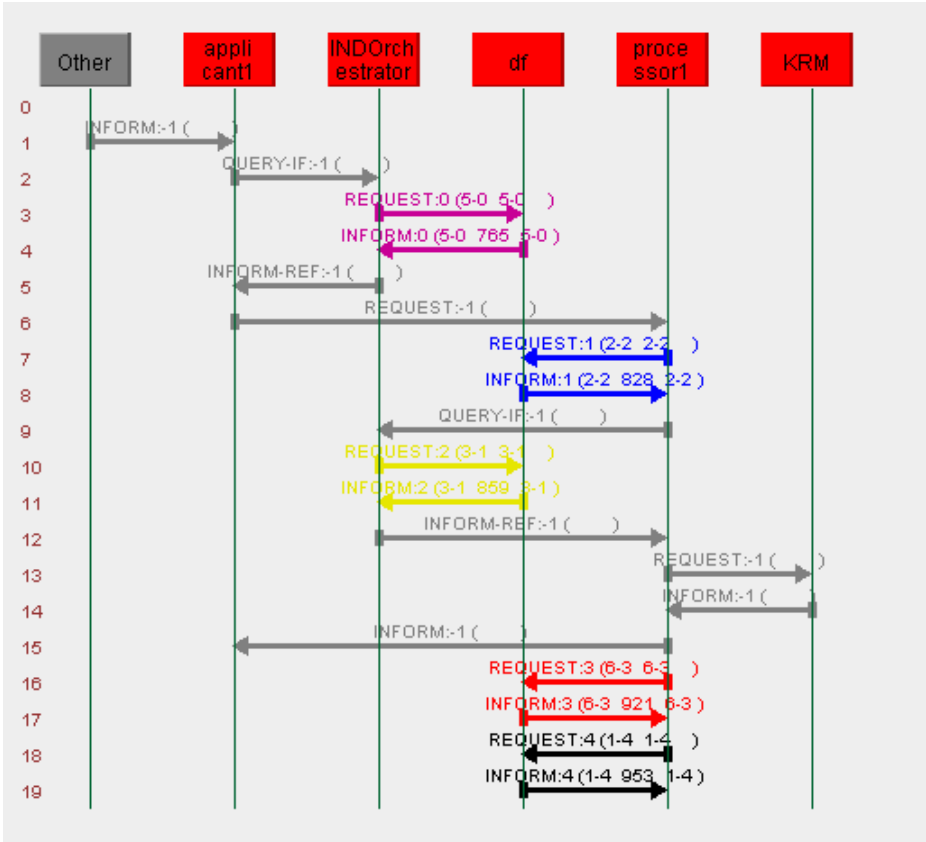 Other
appli
cant1
INDOrch
estrator
df
proce
ssor1
KRM
0
INFORM:-1 ( )
1
QUERY-IF:-1 ( )
2
REQUEST:0 (5-0 5-0 )
3
INFORM:0 (5-0 765 5-0 )
4
INFORM-REF:-1 ( )
5
REQUEST:-1 ( )
6
REQUEST:1 (2-2 2-2 )
7
INFORM:1 (2-2 828 2-2 )
8
QUERY-IF:-1 ( )
9
REQUEST:2 (3-1 3-1 )
10
INFORM:2 (3-1 859 3-1 )
11
INFORM-REF:-1 ( )
12
REQUEST:-1 ( )
13
INFORM:-1 ( )
14
INFORM:-1 ( )
15
REQUEST:3 (6-3 6-3 )
16
INFORM:3 (6-3 921 6-3 )
17
REQUEST:4 (1-4 1-4 )
18
INFORM:4 (1-4 953 1-4 )
19